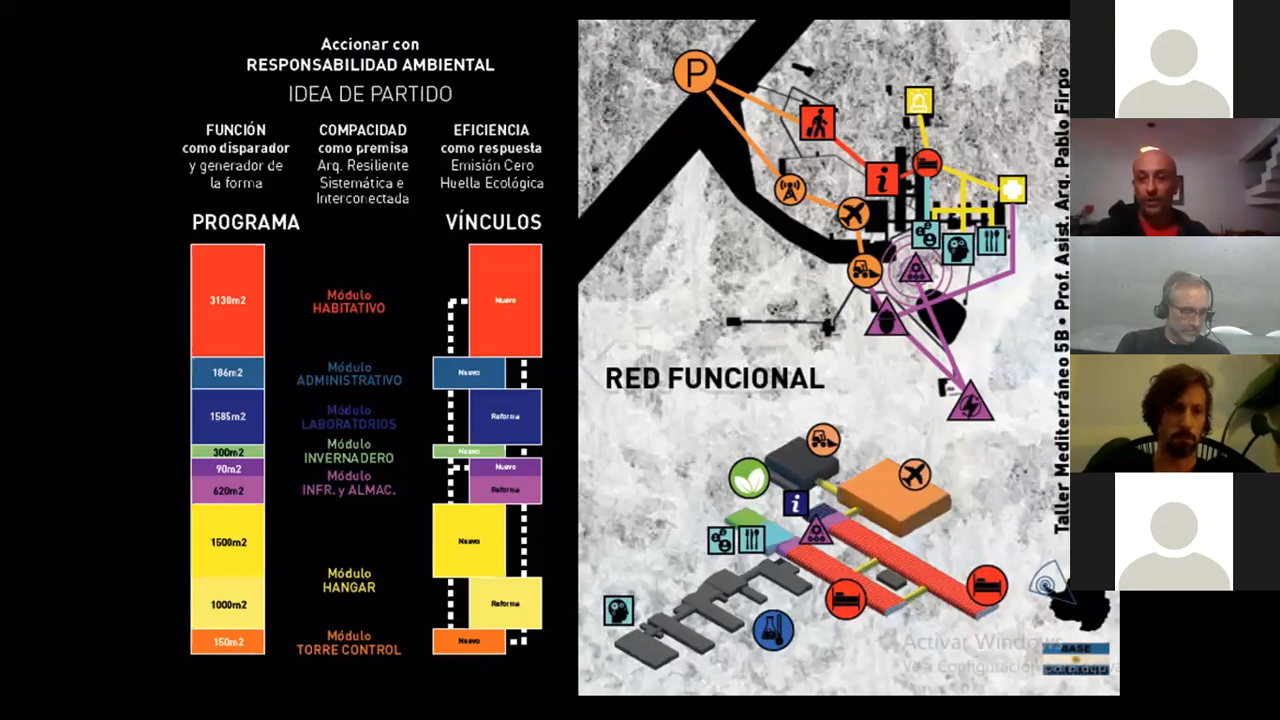 Accionar con
RESPONSABILIDAD AMBIENTAL
IDEA DE PARTIDO
FUNCIÓN
como disparador
y generador de
la forma
COMPACIDAD
como premisa
Arq. Resiliente
Sistemática e
Interconectada
EFICIENCIA
como respuesta
Emisión Cero
Huella Ecológica
PROGRAMA
VÍNCULOS
3130m2
Módulo
HABITATIVO
Nuevo
186m2
Módulo
ADMINISTRATIVO
Nuevo
1585m2
Módulo
LABORATORIOS
Reforma
300m2
Módulo
INVERNADERO
Nuevo
90m2
Nuevo
620m2
Módulo
INFR. y ALMAC.
Reforma
1500m2
Nuevo
Módulo
HANGAR
1000m2
Reforma
150m2
Módulo
TORRE CONTROL
Nuevo
P
i
RED FUNCIONAL
i
Taller Mediterráneo 5B • Prof. Asist. Arq. Pablo Firpo
Activar Windows
Ve a Configuración
BASE